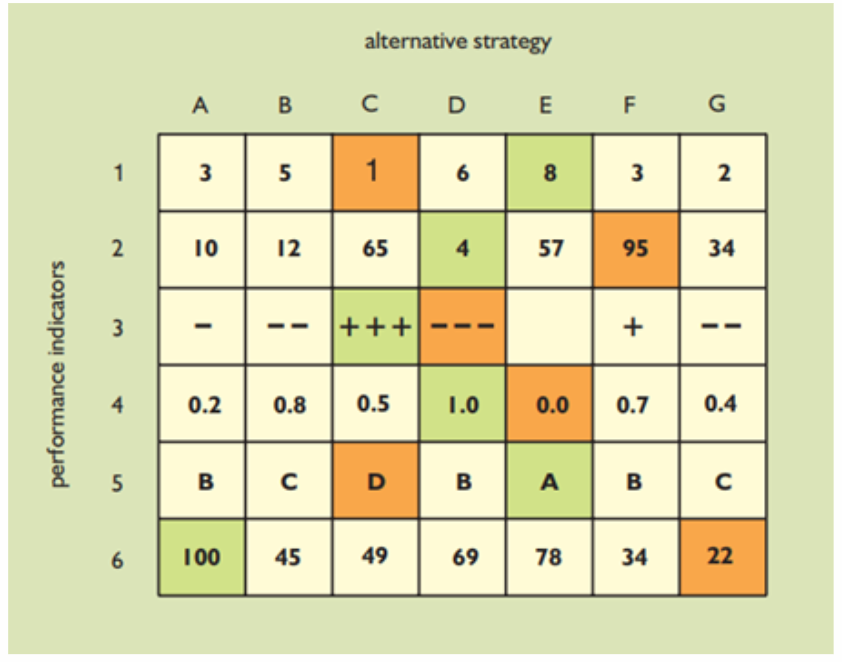 alternative strategy
A B C D E F G
performance indicators
1 3 5 1 6 8 3 2
2 10 12 65 4 57 95 34
3 − −− +++ −−− + −−
4 0.2 0.8 0.5 1.0 0.0 0.7 0.4
5 B C D B A B C
6 100 45 49 69 78 34 22